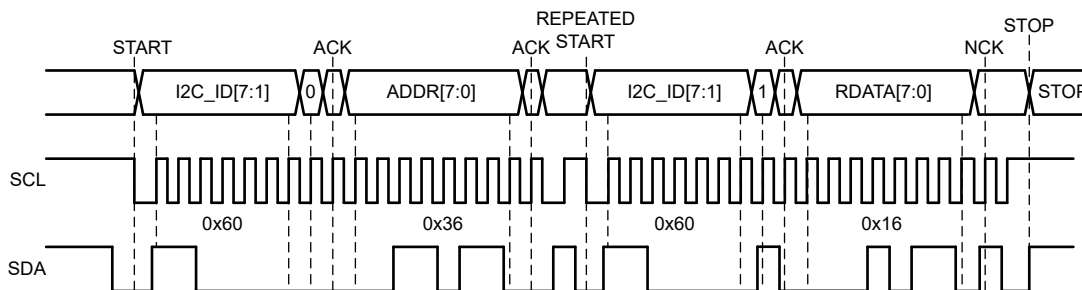 REPEATED
START
STOP
START
ACK
ACK
ACK
NCK
I2C_ID[7:1]
0
ADDR[7:0]
I2C_ID[7:1]
1
RDATA[7:0]
STOP
SCL
0x60
0x36
0x60
0x16
SDA